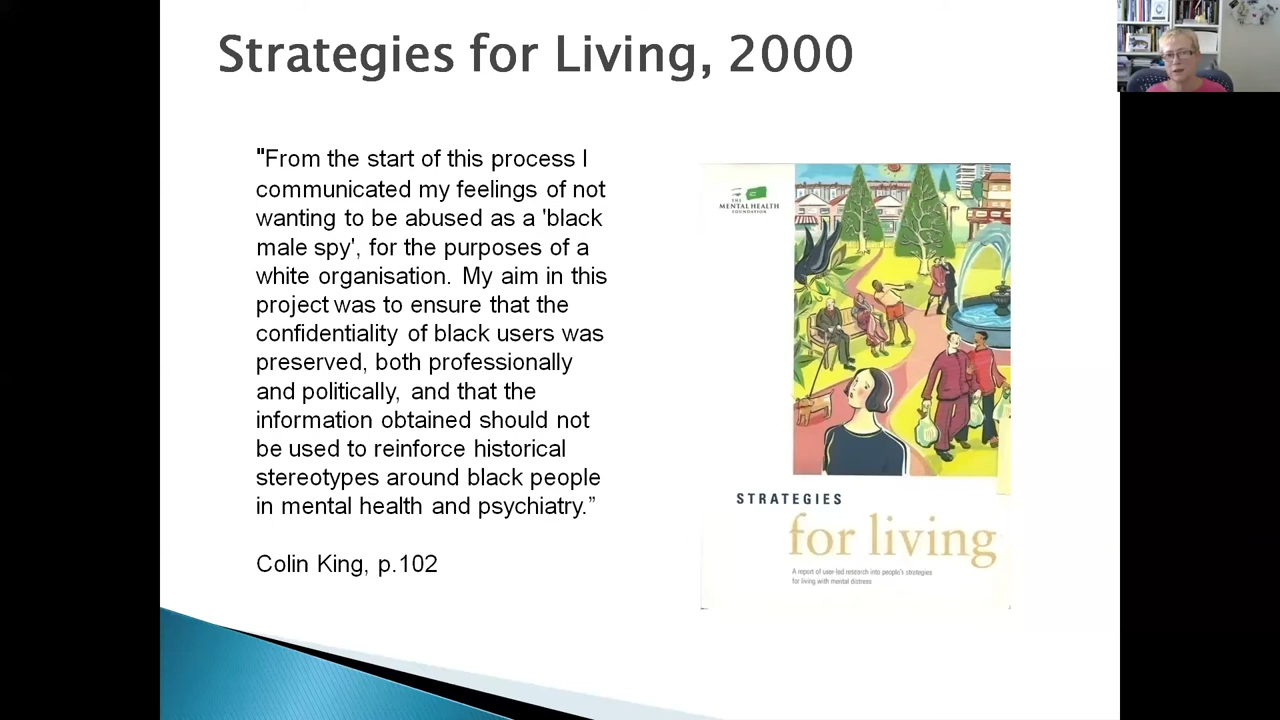 Strategies for Living, 2000
"From the start of this process I
communicated my feelings of not
wanting to be abused as a 'black
male spy', for the purposes of a
white organisation. My aim in this
project was to ensure that the
confidentiality of black users was
preserved, both professionally
and politically, and that the
information obtained should not
be used to reinforce historical
stereotypes around black people
in mental health and psychiatry.”
Colin King, p.102
THE
MENTAL HEALTH
FOUNDATION
STRATEGIES
for living
A report of user-led research into people's strategies
for living with mental distress